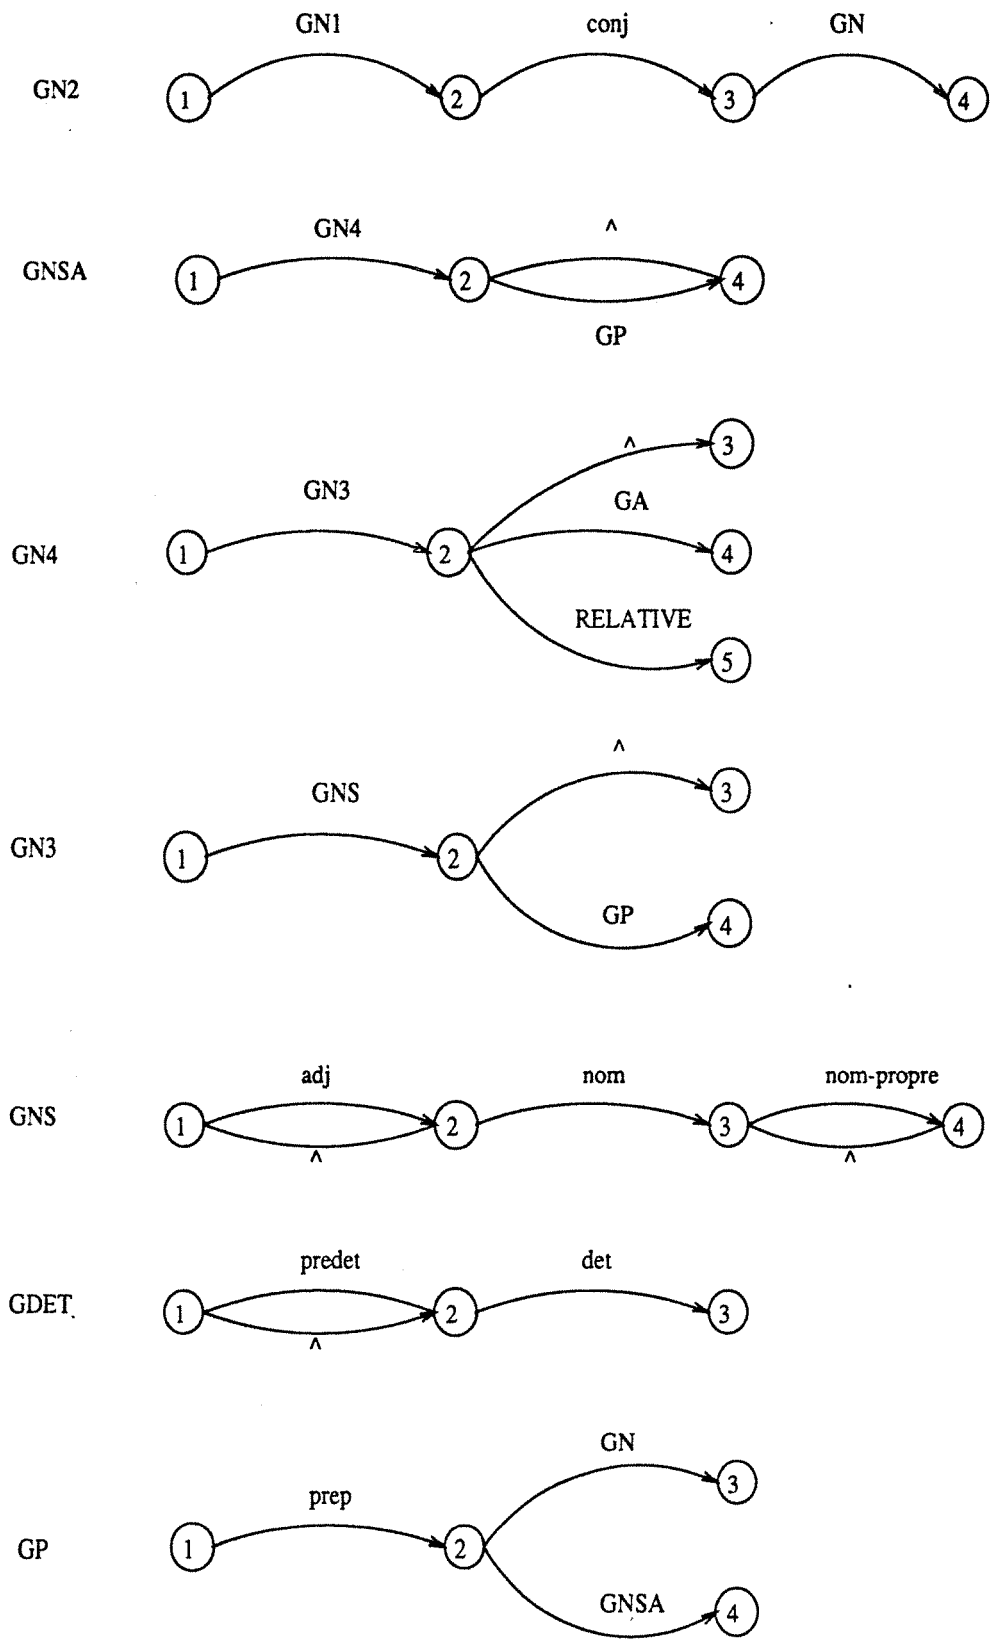 GN1 conj GN
GN2 1 2 3 4
GN4 ^
GNSA 1 2 4
GP
^ 3
GN3 GA
GN4 1 2 4
RELATIVE
5
^
GNS 3
GN3 1 2
GP 4
adj nom nom-propre
GNS 1 2 3 4
^ ^
predet det
GDET. 1 2 3
^
GN
prep 3
GP 1 2
GNSA 4